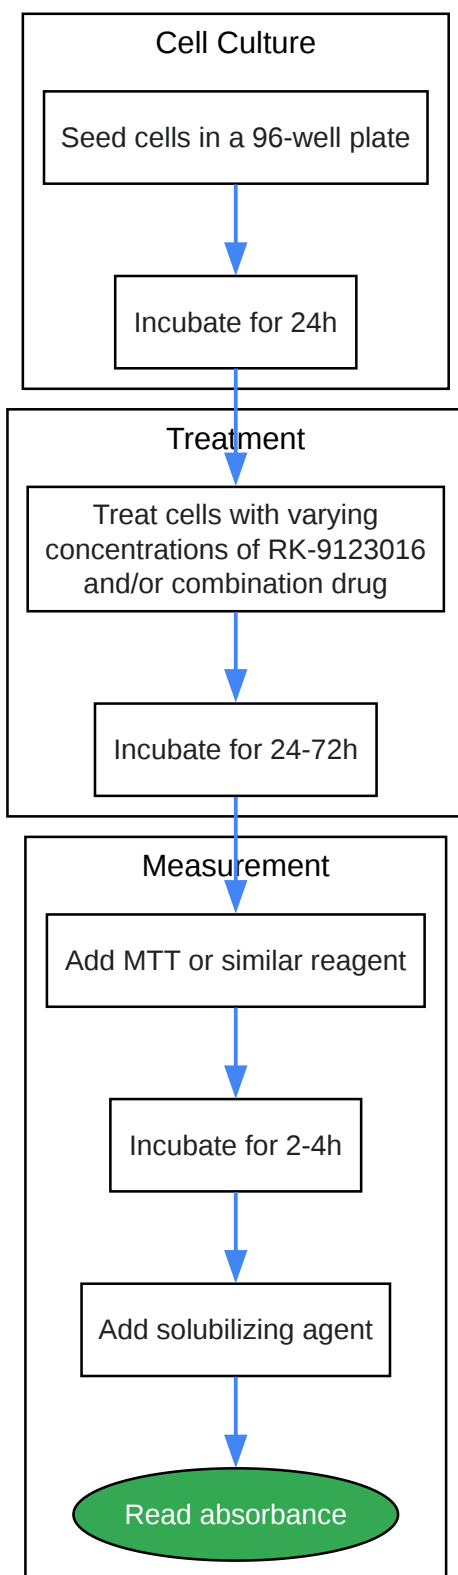 Cell Culture
Seed cells in a 96-well plate
Incubate for 24h
Treatment
Treat cells with varying
concentrations of RK-9123016
and/or combination drug
Incubate for 24-72h
Measurement
Add MTT or similar reagent
Incubate for 2-4h
Add solubilizing agent
Read absorbance